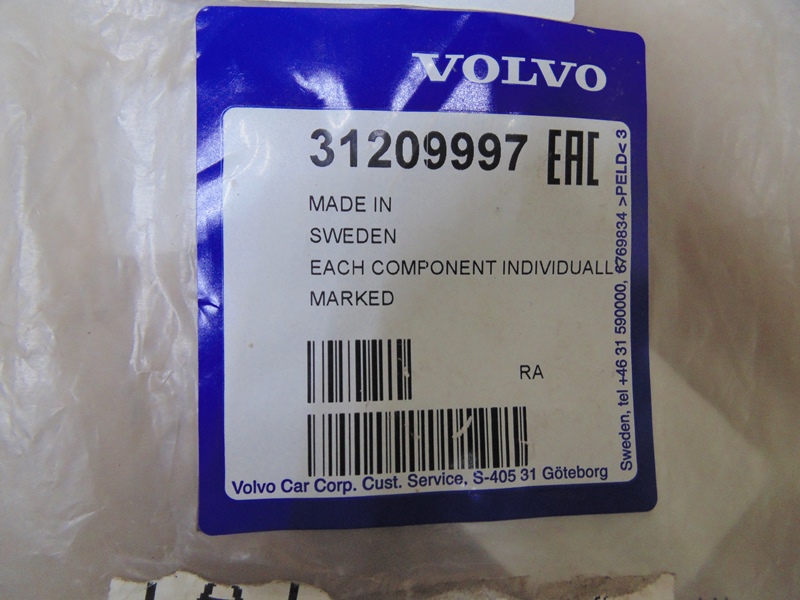 VOLVO
31209997 EAC
MADE IN
SWEDEN
EACH COMPONENT INDIVIDUALL
MARKED
RA
Volvo Car Corp. Cust. Service, S-405 31 Göteborg
Sweden, tel +46 31 590000, 6769834 >PELD< 3